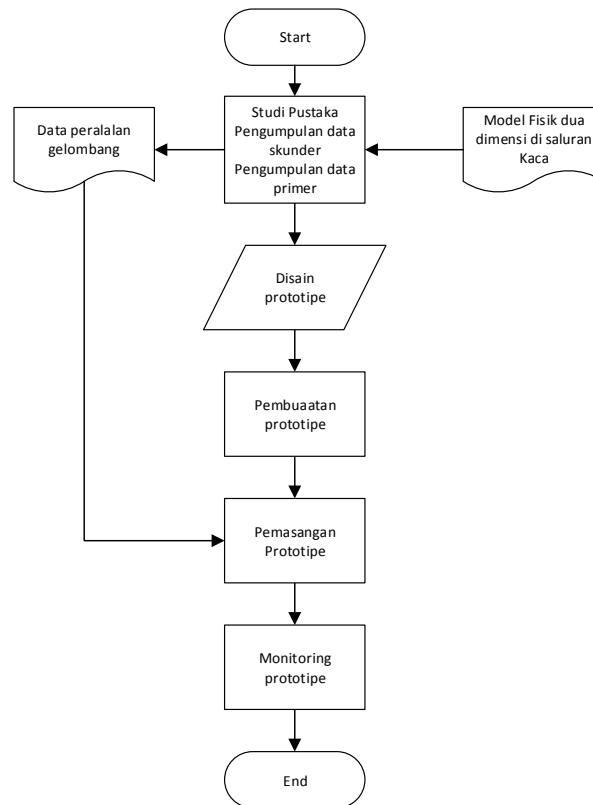 Start
Studi Pustaka
Pengumpulan data
skunder
Pengumpulan data
primer
Data peralalan
gelombang
Model Fisik dua
dimensi di saluran
Kaca
Disain
prototipe
Pembuaatan
prototipe
Pemasangan
Prototipe
Monitoring
prototipe
End